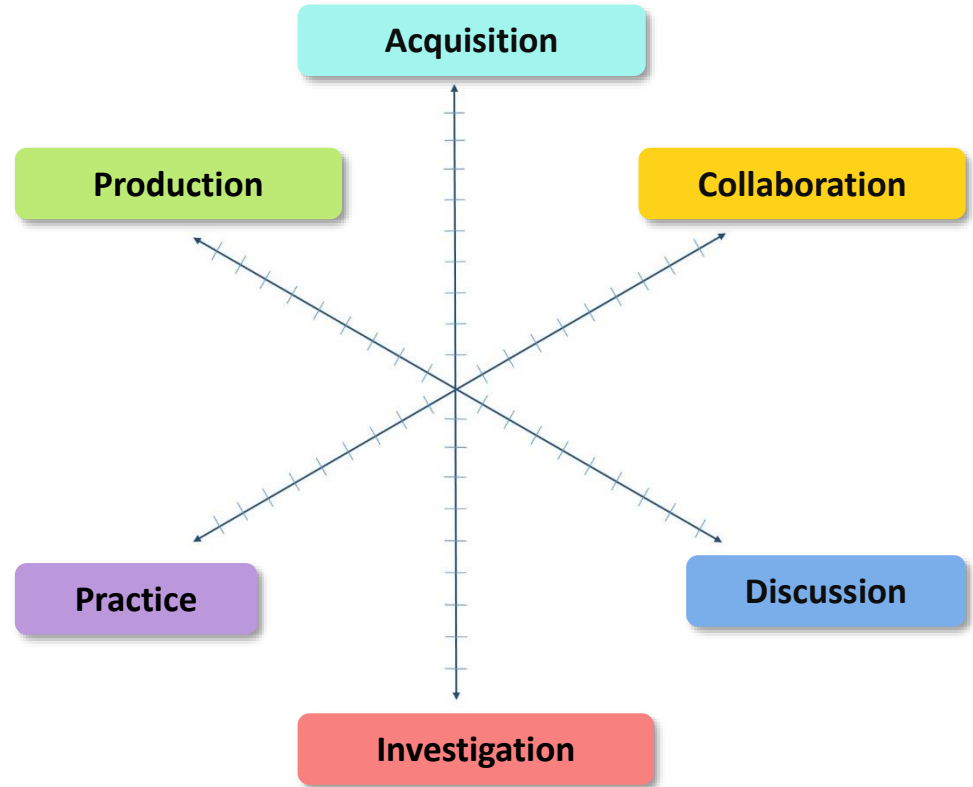 Acquisition
Production
Collaboration
Practice
Discussion
Investigation